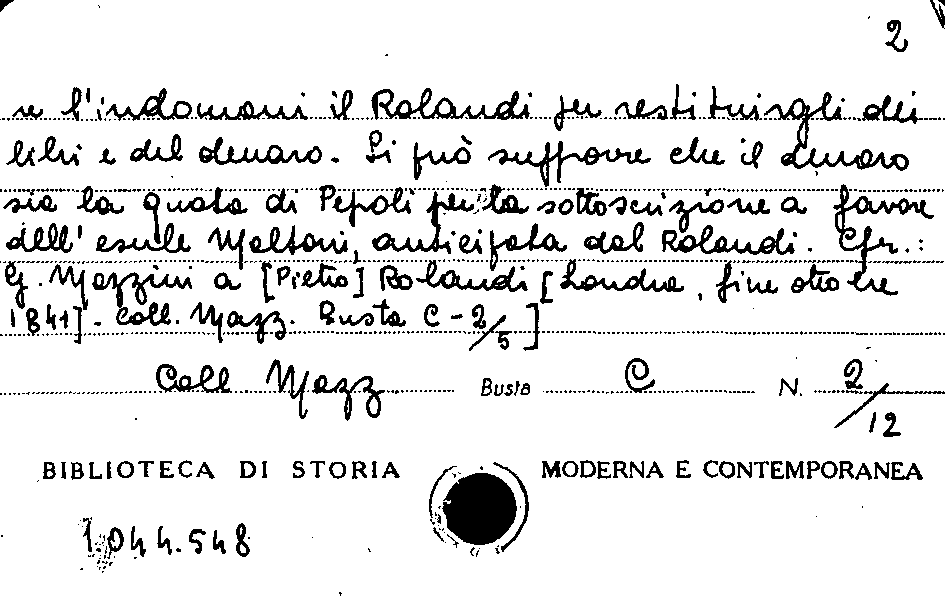 2
re l'indomani il Rolandi per restituirgli dei
libri e del denaro. Si può supporre che il denaro
sia la quota di Pepoli per la sottoscrizione a favore
dell' esule Maltoni, anticipata dal Rolandi. Cfr.:
G. Mazzini a [Pietro] Rolandi [Londra, fine ottobre
1841]. Coll. Mazz. Busta C - 2/5]
Coll Mazz Busta C N. 2/12
BIBLIOTECA DI STORIA MODERNA E CONTEMPORANEA
1.044.548